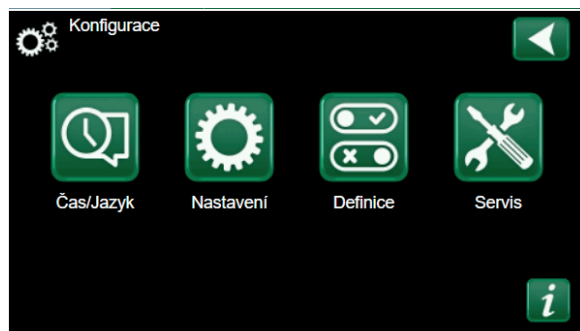 Konfigurace
Čas/Jazyk
Nastavení
Definice
Servis
i